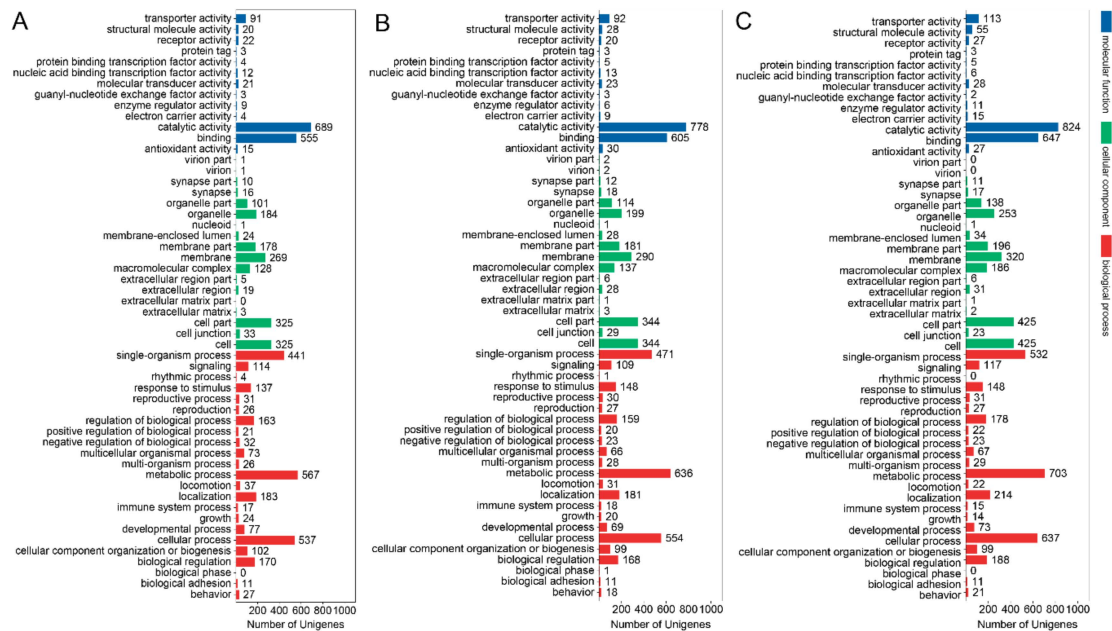 A
transporter activity 91
structural molecule activity 20
receptor activity 22
protein tag 3
protein binding transcription factor activity 4
nucleic acid binding transcription factor activity 12
molecular transducer activity 21
guanyl-nucleotide exchange factor activity 3
enzyme regulator activity 9
electron carrier activity 4
catalytic activity 689
binding 555
antioxidant activity 15
virion part 1
virion 1
synapse part 10
synapse 16
organelle part 101
organelle 184
nucleoid 1
membrane-enclosed lumen 24
membrane part 178
membrane 269
macromolecular complex 128
extracellular region part 5
extracellular region 19
extracellular matrix part 0
extracellular matrix 3
cell part 325
cell junction 33
cell 325
single-organism process 441
signaling 114
rhythmic process 4
response to stimulus 137
reproductive process 31
reproduction 26
regulation of biological process 163
positive regulation of biological process 21
negative regulation of biological process 32
multicellular organismal process 73
multi-organism process 26
metabolic process 567
locomotion 37
localization 183
immune system process 17
growth 24
developmental process 77
cellular process 537
cellular component organization or biogenesis 102
biological regulation 170
biological phase 0
biological adhesion 11
behavior 27
200 400 600 800 1000
Number of Unigenes
B
transporter activity 92
structural molecule activity 28
receptor activity 20
protein tag 3
protein binding transcription factor activity 5
nucleic acid binding transcription factor activity 13
molecular transducer activity 23
guanyl-nucleotide exchange factor activity 3
enzyme regulator activity 6
electron carrier activity 9
catalytic activity 778
binding 605
antioxidant activity 30
virion part 2
virion 2
synapse part 12
synapse 18
organelle part 114
organelle 199
nucleoid 1
membrane-enclosed lumen 28
membrane part 181
membrane 290
macromolecular complex 137
extracellular region part 6
extracellular region 28
extracellular matrix part 1
extracellular matrix 3
cell part 344
cell junction 29
cell 344
single-organism process 471
signaling 109
rhythmic process 1
response to stimulus 148
reproductive process 30
reproduction 27
regulation of biological process 159
positive regulation of biological process 20
negative regulation of biological process 23
multicellular organismal process 66
multi-organism process 28
metabolic process 636
locomotion 31
localization 181
immune system process 18
growth 20
developmental process 69
cellular process 554
cellular component organization or biogenesis 99
biological regulation 168
biological phase 1
biological adhesion 11
behavior 18
200 400 600 800 1000
Number of Unigenes
C
transporter activity 113
structural molecule activity 55
receptor activity 27
protein tag 3
protein binding transcription factor activity 5
nucleic acid binding transcription factor activity 6
molecular transducer activity 28
guanyl-nucleotide exchange factor activity 2
enzyme regulator activity 11
electron carrier activity 15
catalytic activity 824
binding 647
antioxidant activity 27
virion part 0
virion 0
synapse part 11
synapse 17
organelle part 138
organelle 253
nucleoid 1
membrane-enclosed lumen 34
membrane part 196
membrane 320
macromolecular complex 186
extracellular region part 6
extracellular region 31
extracellular matrix part 1
extracellular matrix 2
cell part 425
cell junction 23
cell 425
single-organism process 532
signaling 117
rhythmic process 0
response to stimulus 148
reproductive process 31
reproduction 27
regulation of biological process 178
positive regulation of biological process 22
negative regulation of biological process 23
multicellular organismal process 67
multi-organism process 29
metabolic process 703
locomotion 22
localization 214
immune system process 15
growth 14
developmental process 73
cellular process 637
cellular component organization or biogenesis 99
biological regulation 188
biological phase 0
biological adhesion 11
behavior 21
200 400 600 800 1000
Number of Unigenes
molecular function
cellular component
biological process